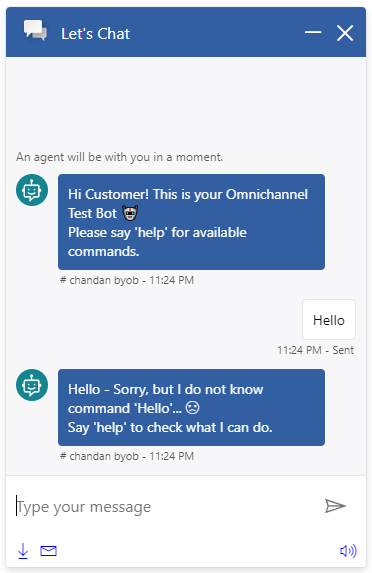 Let's Chat
An agent will be with you in a moment.
Hi Customer! This is your Omnichannel
Test Bot
Please say 'help' for available
commands.
# chandan byob - 11:24 PM
Hello
11:24 PM - Sent
Hello - Sorry, but I do not know
command 'Hello'... ☹
Say 'help' to check what I can do.
# chandan byob - 11:24 PM
Type your message